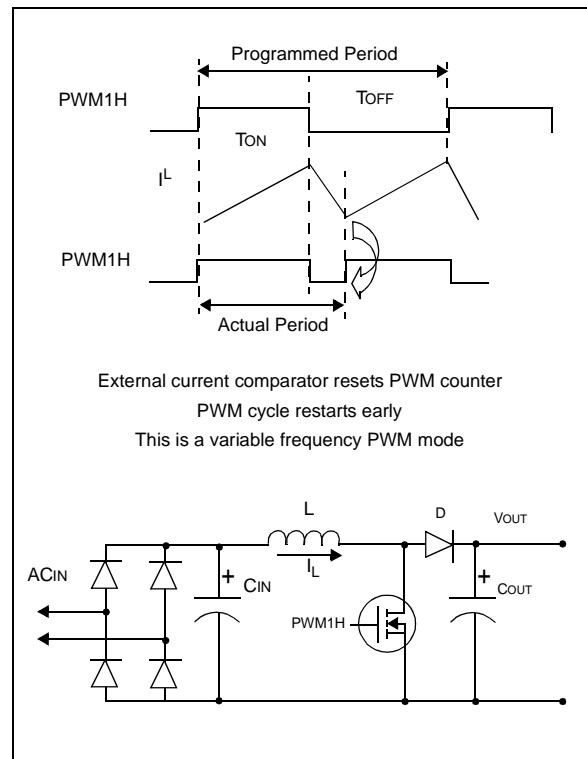 Programmed Period
PWM1H
TOFF
TON
IL
PWM1H
Actual Period
External current comparator resets PWM counter
PWM cycle restarts early
This is a variable frequency PWM mode
L
D
VOUT
ACIN
+
CIN
IL
+
COUT
PWM1H